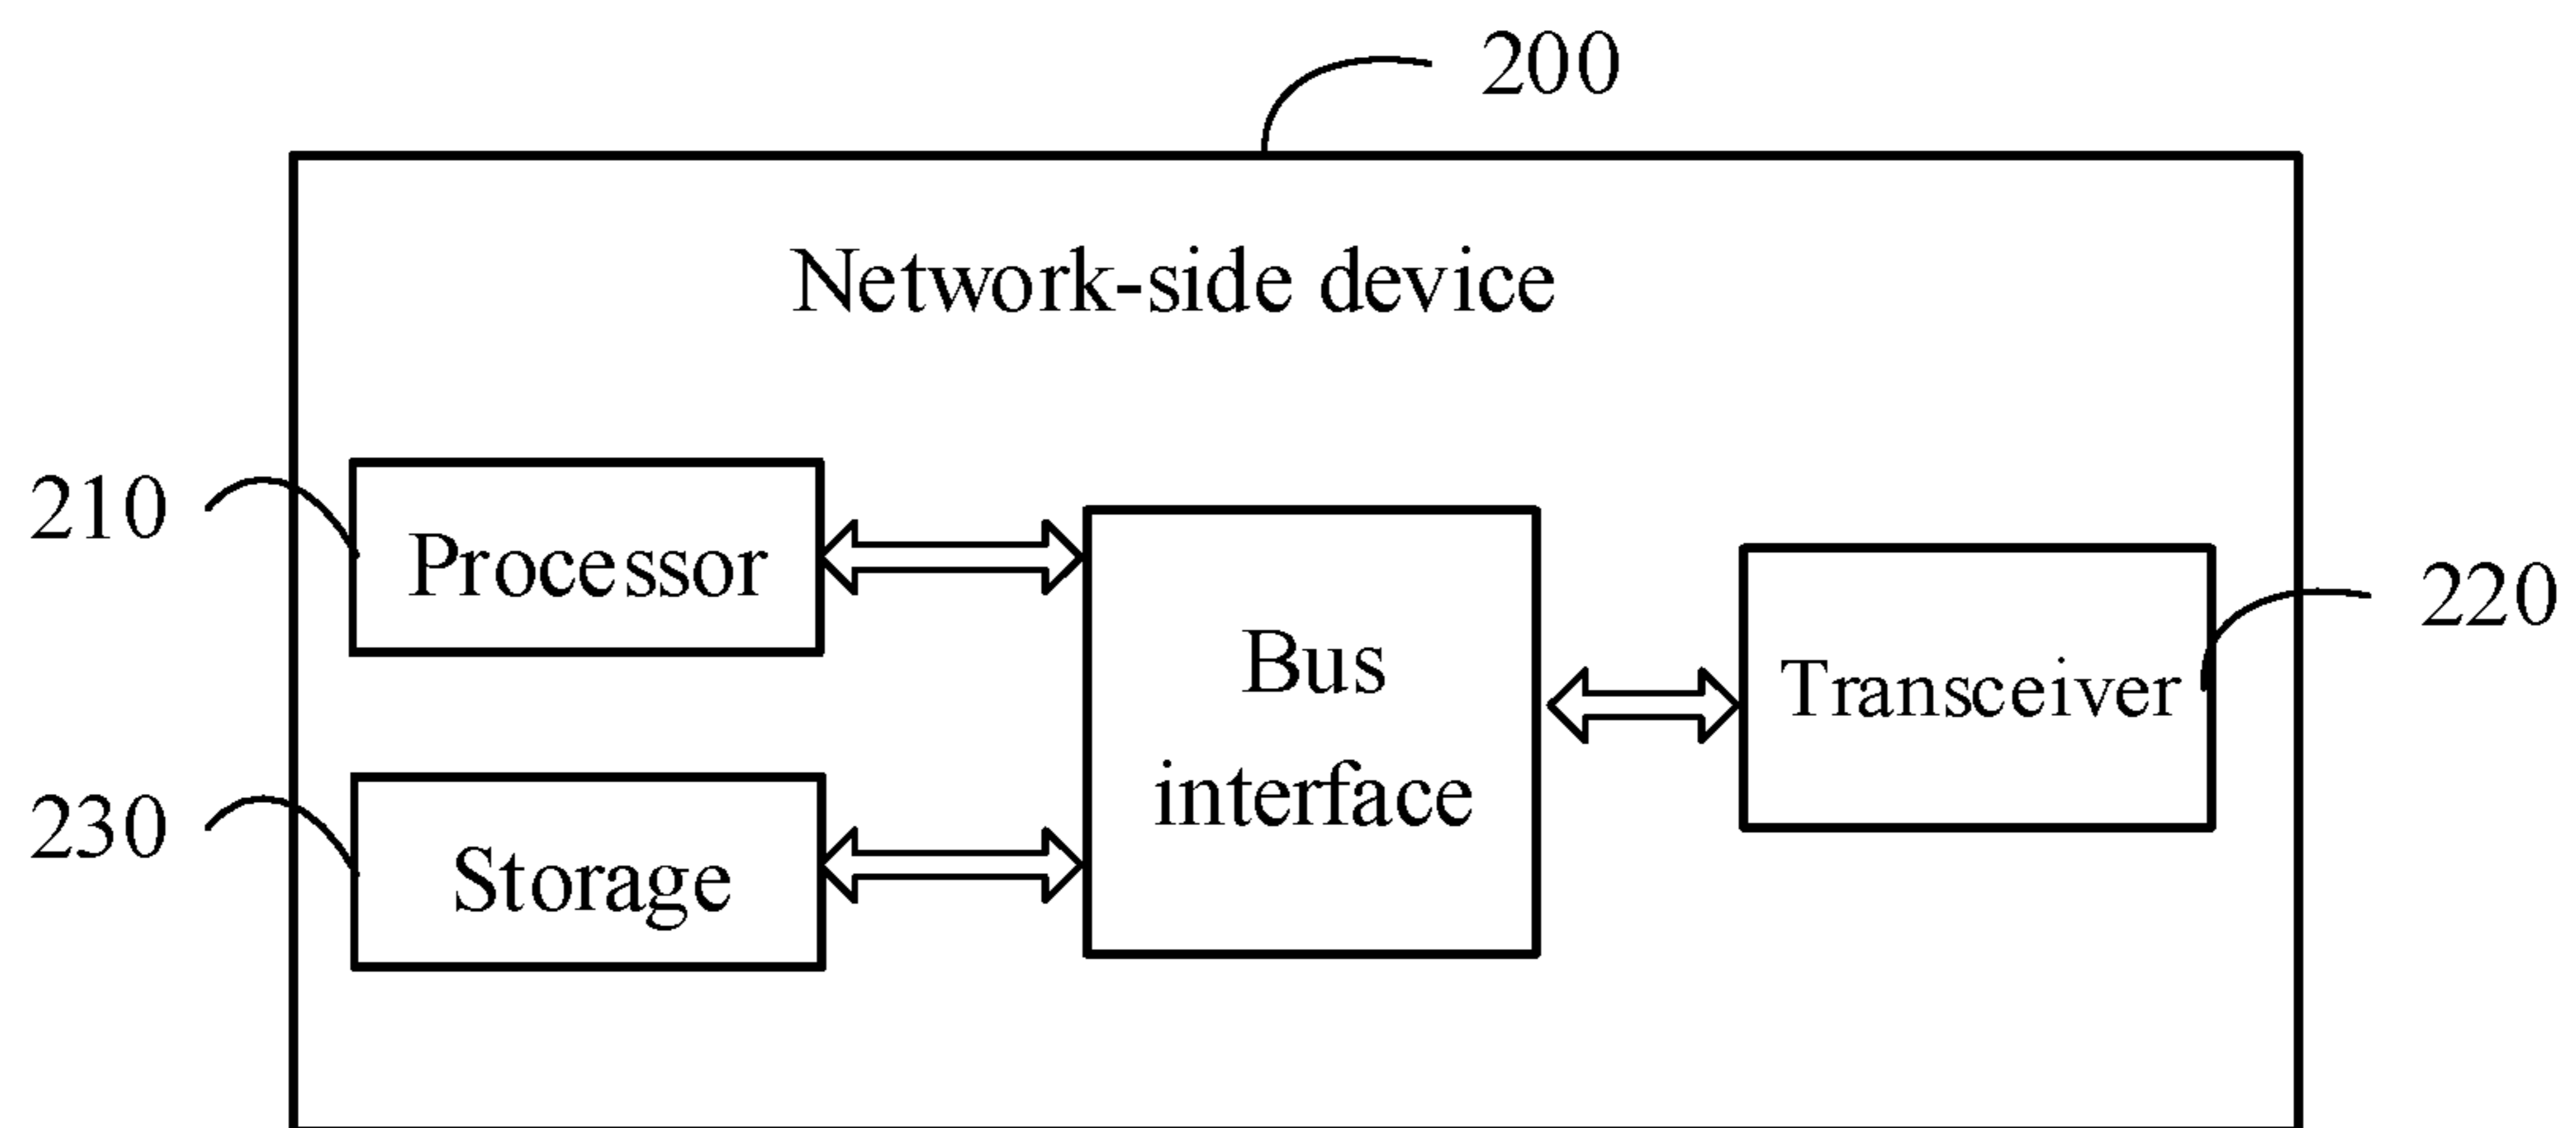 200
Network-side device
210
Processor
Bus
interface
Transceiver
220
230
Storage